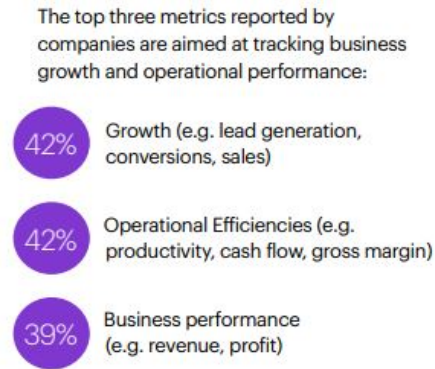 The top three metrics reported by
companies are aimed at tracking business
growth and operational performance:
42%
Growth (e.g. lead generation,
conversions, sales)
42%
Operational Efficiencies (e.g.
productivity, cash flow, gross margin)
39%
Business performance
(e.g. revenue, profit)